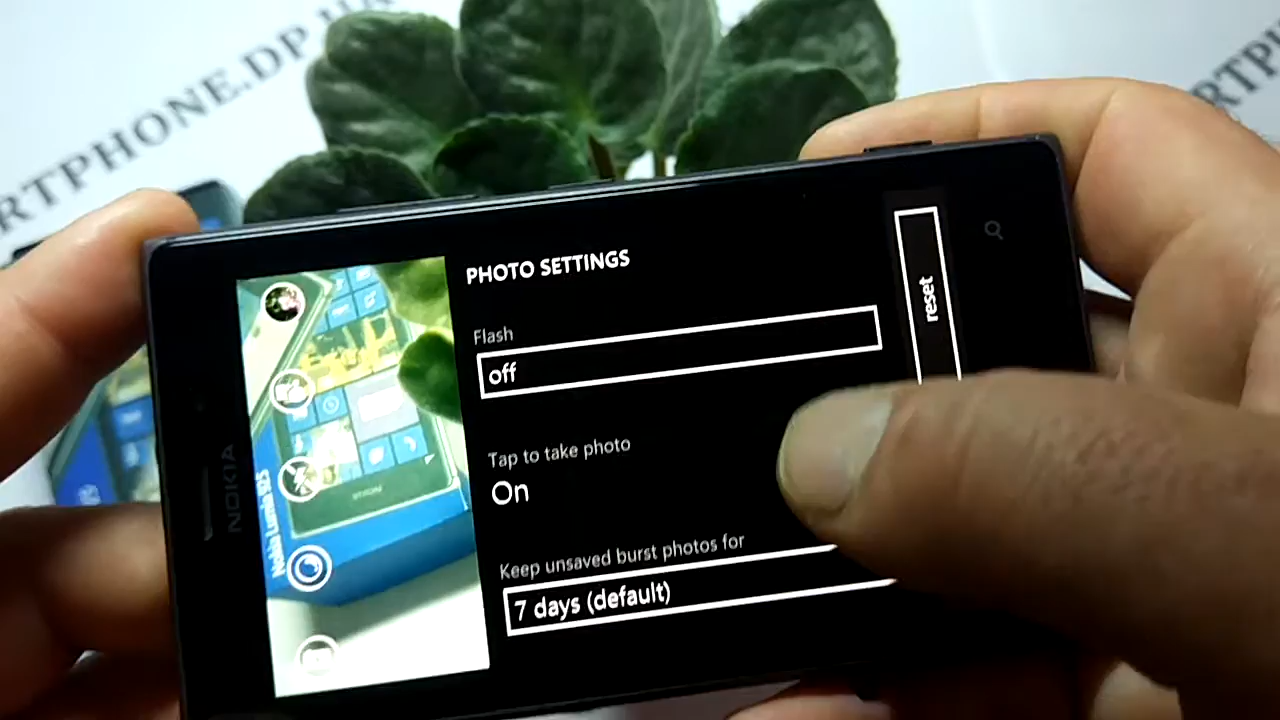 RTPHONE.DP.U
RTPH
PHOTO SETTINGS
Flash
off
Tap to take photo
On
Keep unsaved burst photos for
7 days (default)
reset
NOKIA